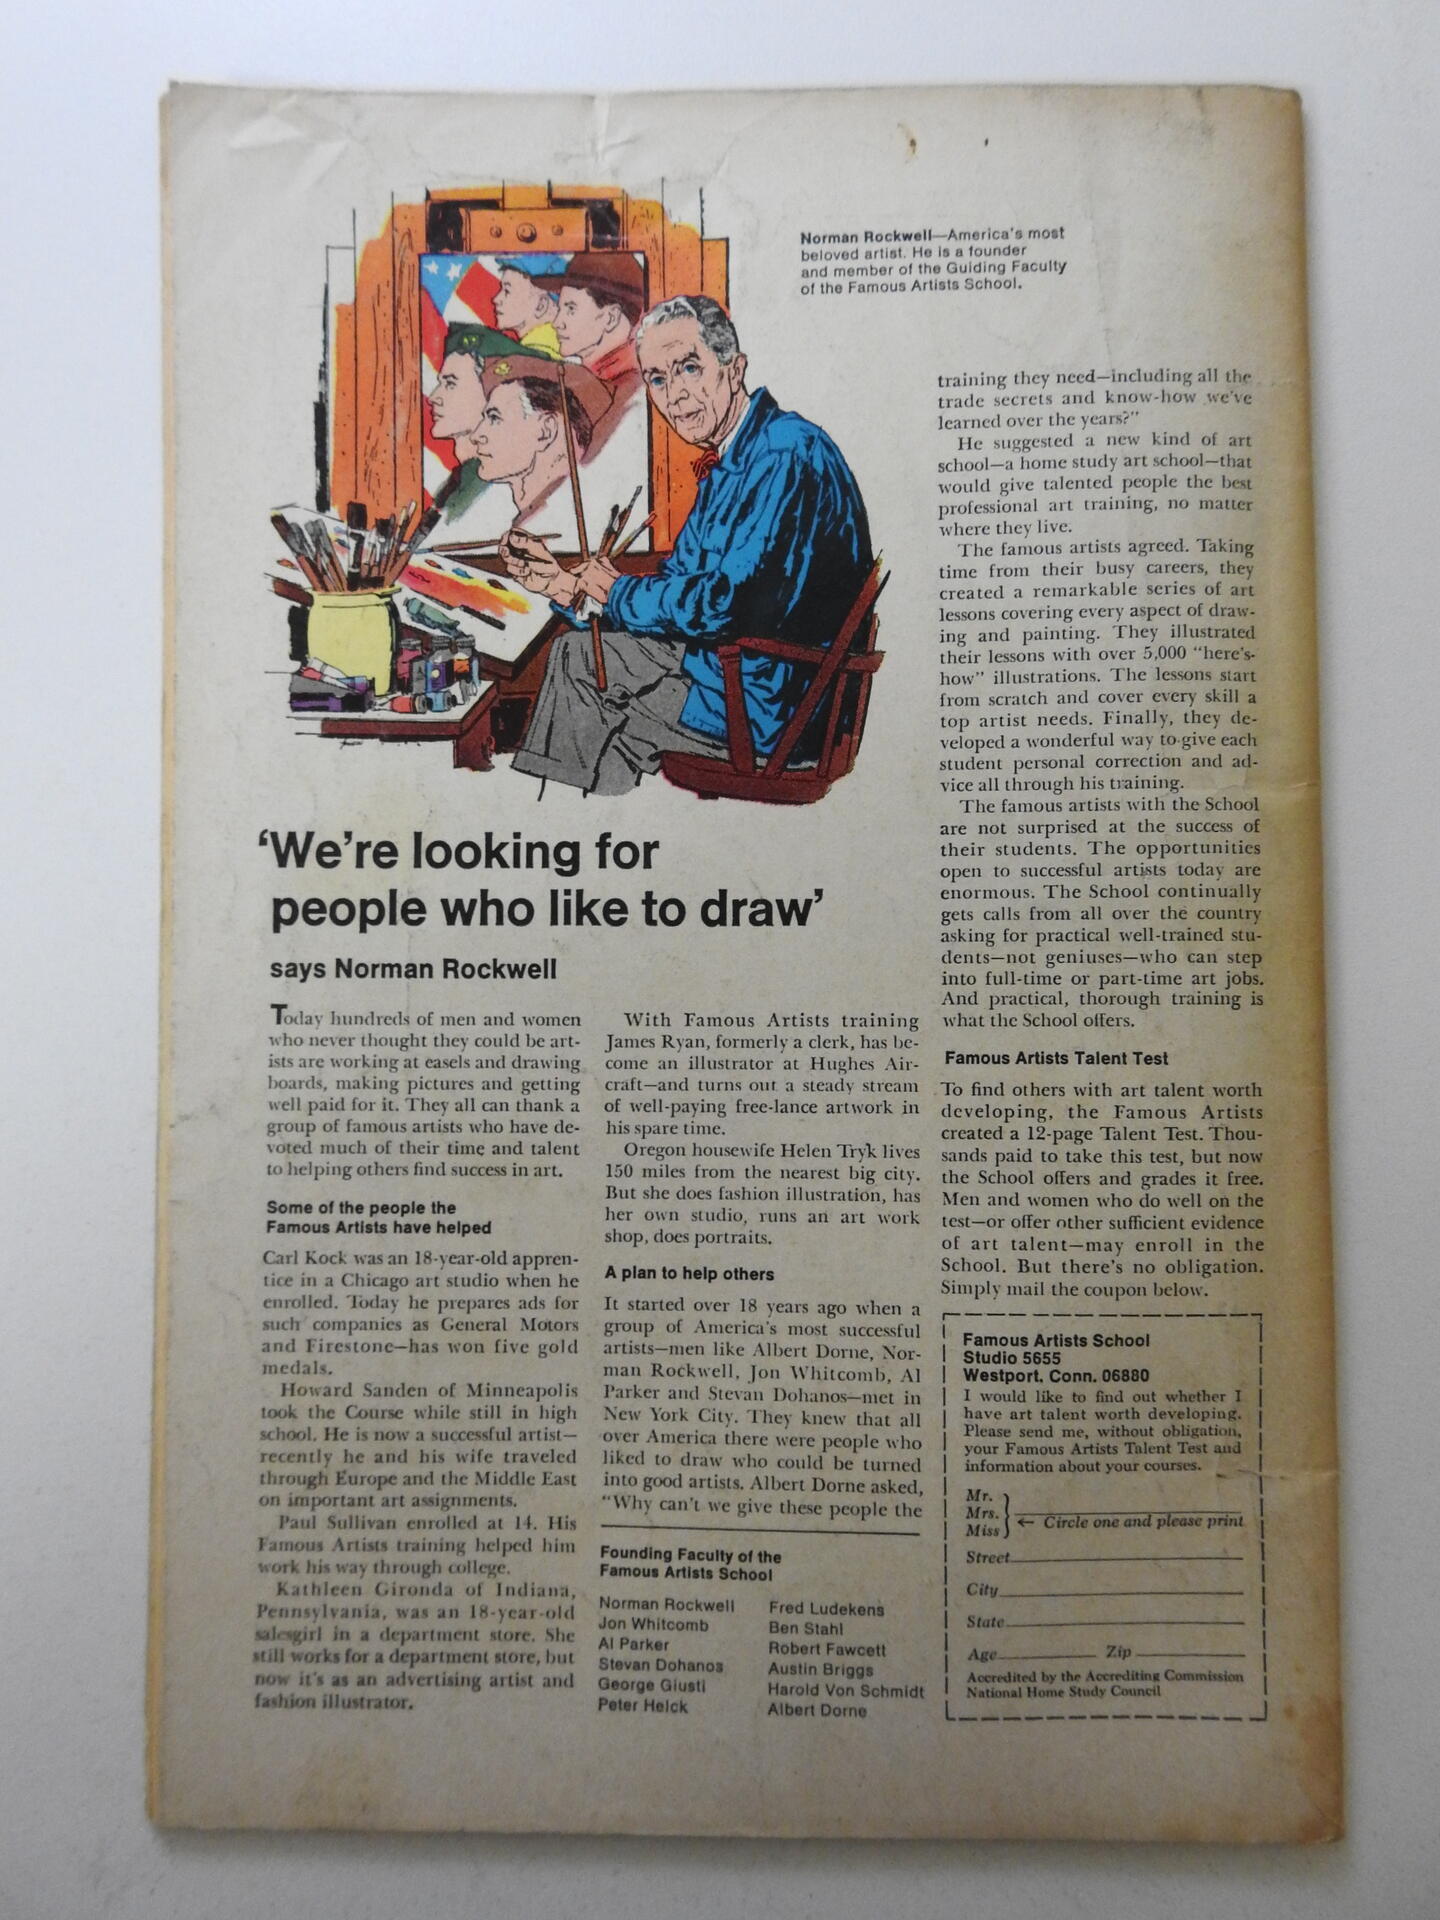 Norman Rockwell—America's most
beloved artist. He is a founder
and member of the Guiding Faculty
of the Famous Artists School.
'We're looking for
people who like to draw'
says Norman Rockwell
Today hundreds of men and women
who never thought they could be art-
ists are working at easels and drawing
boards, making pictures and getting
well paid for it. They all can thank a
group of famous artists who have de-
voted much of their time and talent
to helping others find success in art.
Some of the people the
Famous Artists have helped
Carl Kock was an 18-year-old appren-
tice in a Chicago art studio when he
enrolled. Today he prepares ads for
such companies as General Motors
and Firestone—has won five gold
medals.
Howard Sanden of Minneapolis
took the Course while still in high
school. He is now a successful artist—
recently he and his wife traveled
through Europe and the Middle East
on important art assignments.
Paul Sullivan enrolled at 14. His
Famous Artists training helped him
work his way through college.
Kathleen Gironda of Indiana,
Pennsylvania, was an 18-year-old
salesgirl in a department store. She
still works for a department store, but
now it's as an advertising artist and
fashion illustrator.
With Famous Artists training
James Ryan, formerly a clerk, has be-
come an illustrator at Hughes Air-
craft—and turns out a steady stream
of well-paying free-lance artwork in
his spare time.
Oregon housewife Helen Tryk lives
150 miles from the nearest big city.
But she does fashion illustration, has
her own studio, runs an art work
shop, does portraits.
A plan to help others
It started over 18 years ago when a
group of America's most successful
artists—men like Albert Dorne, Nor-
man Rockwell, Jon Whitcomb, Al
Parker and Stevan Dohanos—met in
New York City. They knew that all
over America there were people who
liked to draw who could be turned
into good artists. Albert Dorne asked,
"Why can't we give these people the
Founding Faculty of the
Famous Artists School
Norman Rockwell
Jon Whitcomb
Al Parker
Stevan Dohanos
George Giusti
Peter Helck
Fred Ludekens
Ben Stahl
Robert Fawcett
Austin Briggs
Harold Von Schmidt
Albert Dorne
training they need—including all the
trade secrets and know-how we've
learned over the years?"
He suggested a new kind of art
school—a home study art school—that
would give talented people the best
professional art training, no matter
where they live.
The famous artists agreed. Taking
time from their busy careers, they
created a remarkable series of art
lessons covering every aspect of draw-
ing and painting. They illustrated
their lessons with over 5,000 "here's-
how" illustrations. The lessons start
from scratch and cover every skill a
top artist needs. Finally, they de-
veloped a wonderful way to give each
student personal correction and ad-
vice all through his training.
The famous artists with the School
are not surprised at the success of
their students. The opportunities
open to successful artists today are
enormous. The School continually
gets calls from all over the country
asking for practical well-trained stu-
dents—not geniuses—who can step
into full-time or part-time art jobs.
And practical, thorough training is
what the School offers.
Famous Artists Talent Test
To find others with art talent worth
developing, the Famous Artists
created a 12-page Talent Test. Thou-
sands paid to take this test, but now
the School offers and grades it free.
Men and women who do well on the
test—or offer other sufficient evidence
of art talent—may enroll in the
School. But there's no obligation.
Simply mail the coupon below.
Famous Artists School
Studio 5655
Westport, Conn. 06880
I would like to find out whether I
have art talent worth developing.
Please send me, without obligation,
your Famous Artists Talent Test and
information about your courses.
Mr.
Mrs.
Miss ← Circle one and please print
Street
City
State
Age Zip
Accredited by the Accrediting Commission
National Home Study Council